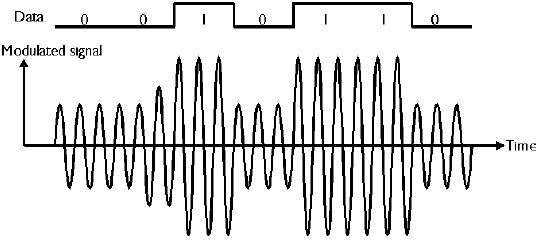 Data 0 0 1 0 1 1 0
Modulated signal
Time